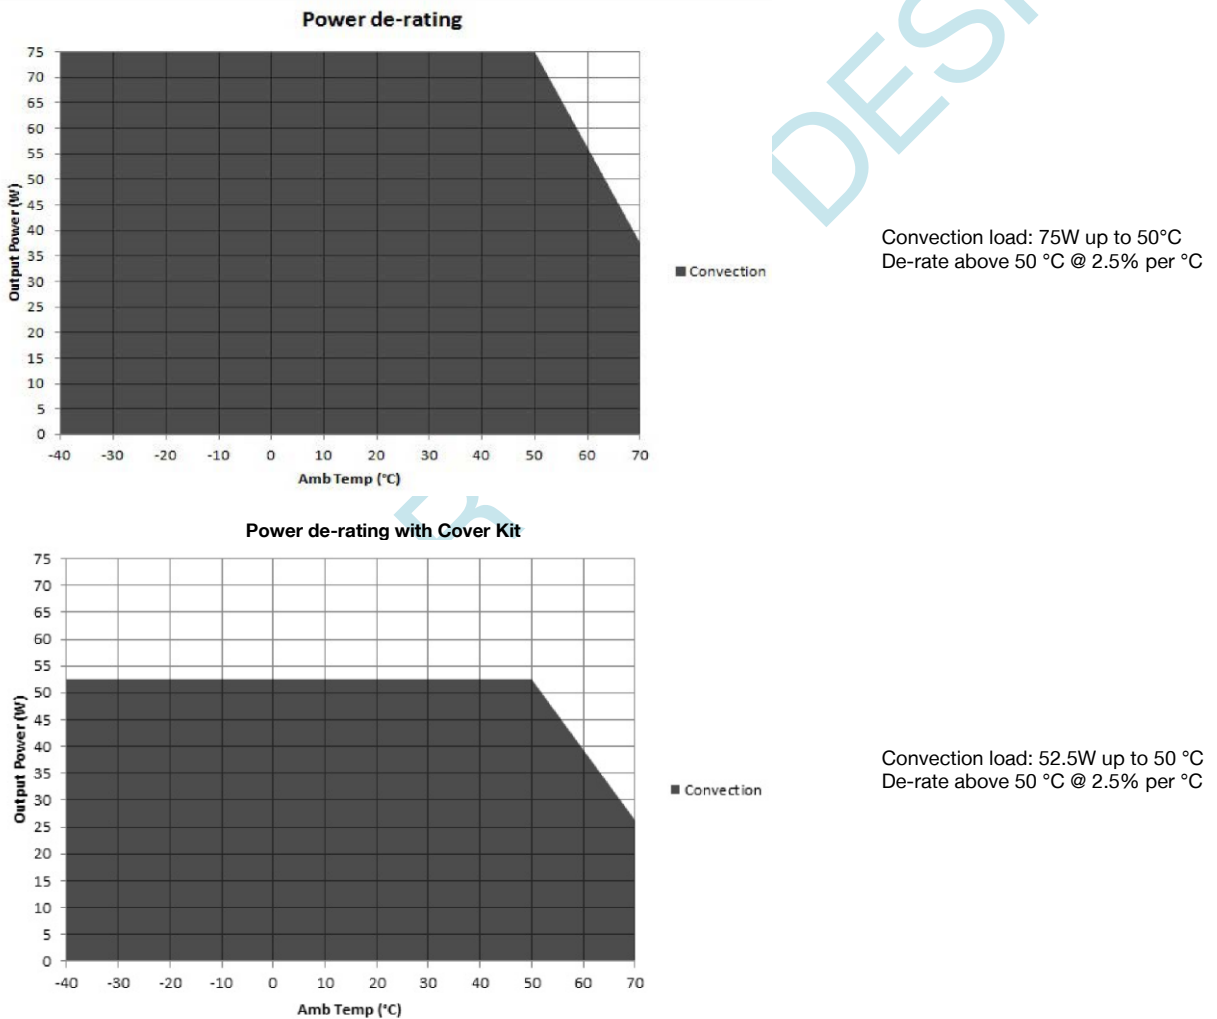 Power de-rating
75
70
65
60
55
50
45
40
35
30
25
20
15
10
5
0
Output Power (W)
-40 -30 -20 -10 0 10 20 30 40 50 60 70
Amb Temp (°C)
Convection
Convection load: 75W up to 50°C
De-rate above 50 °C @ 2.5% per °C
Power de-rating with Cover Kit
75
70
65
60
55
50
45
40
35
30
25
20
15
10
5
0
Output Power (W)
-40 -30 -20 -10 0 10 20 30 40 50 60 70
Amb Temp (°C)
Convection
Convection load: 52.5W up to 50 °C
De-rate above 50 °C @ 2.5% per °C